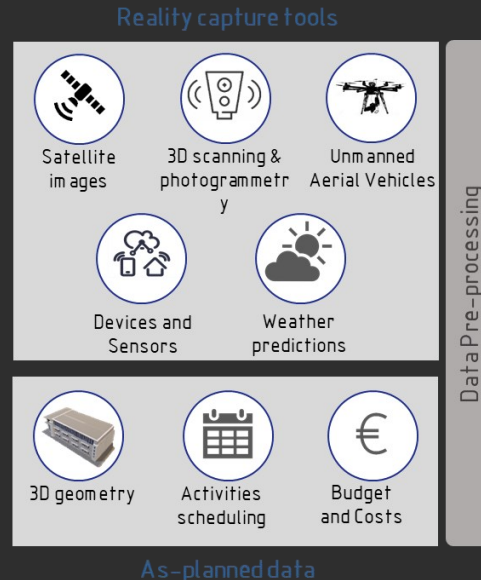 Reality capture tools
Satellite
images
3D scanning &
photogrammetr
y
Unmanned
Aerial Vehicles
Devices and
Sensors
Weather
predictions
Data Pre-processing
3D geometry
Activities
scheduling
€
Budget
and Costs
As-planned data